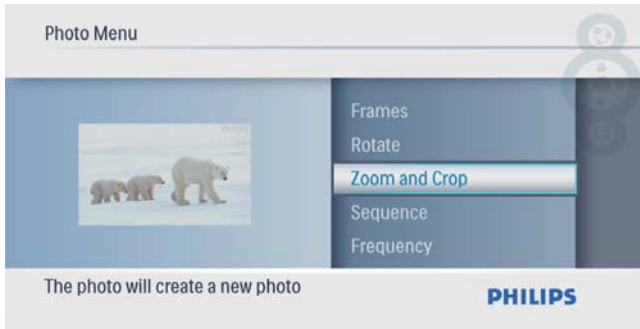 Photo Menu
Frames
Rotate
Zoom and Crop
Sequence
Frequency
The photo will create a new photo
PHILIPS